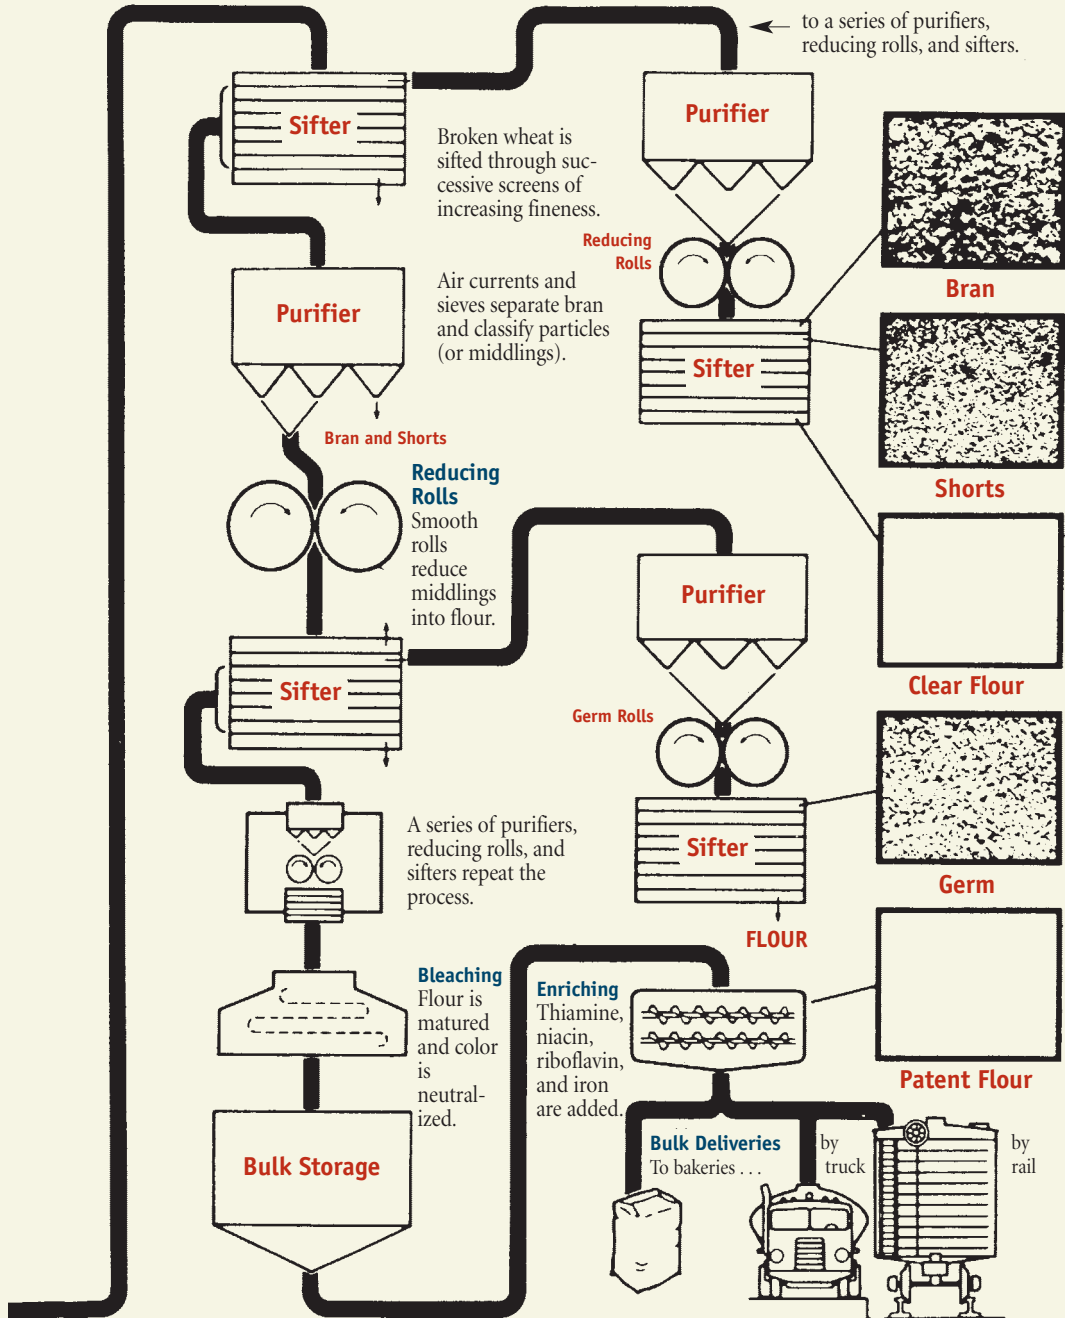 to a series of purifiers,
reducing rolls, and sifters.
Sifter
Purifier
Broken wheat is
sifted through suc-
cessive screens of
increasing fineness.
Reducing
Rolls
Bran
Purifier
Air currents and
sieves separate bran
and classify particles
(or middlings).
Sifter
Bran and Shorts
Shorts
Reducing
Rolls
Smooth
rolls
reduce
middlings
into flour.
Purifier
Clear Flour
Sifter
Germ Rolls
A series of purifiers,
reducing rolls, and
sifters repeat the
process.
Sifter
Germ
FLOUR
Bleaching
Flour is
matured
and color
is
neutral-
ized.
Enriching
Thiamine,
niacin,
riboflavin,
and iron
are added.
Patent Flour
Bulk Storage
Bulk Deliveries
To bakeries . . .
by
truck
by
rail